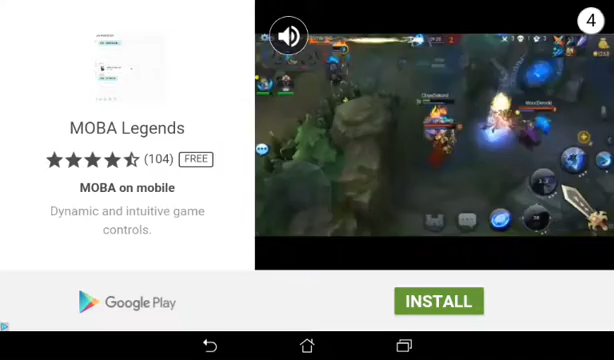 4
MOBA Legends
(104) FREE
MOBA on mobile
Dynamic and intuitive game
controls.
Google Play
INSTALL